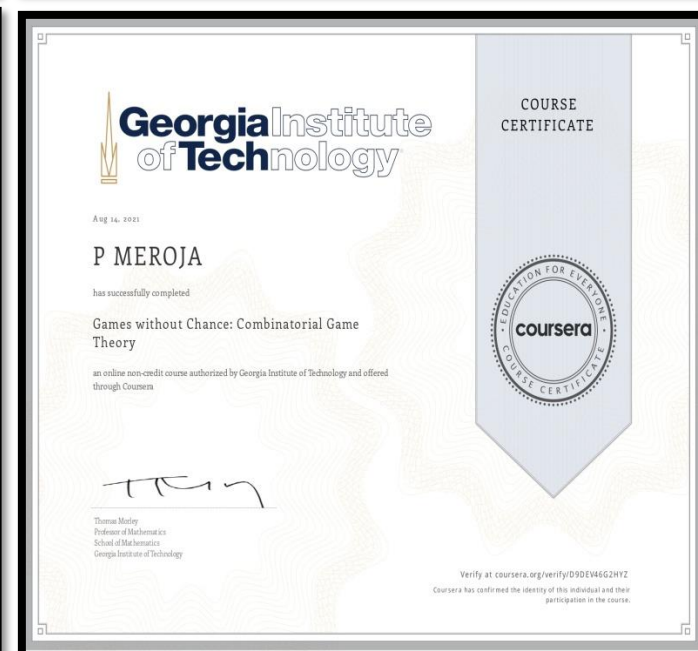 Georgia Institute
of Technology
COURSE
CERTIFICATE
Aug 14, 2021
P MEROJA
has successfully completed
Games without Chance: Combinatorial Game
Theory
an online non-credit course authorized by Georgia Institute of Technology and offered
through Coursera
EDUCATION FOR EVERYONE
coursera
COURSE CERTIFICATE
Thomas Morley
Professor of Mathematics
School of Mathematics
Georgia Institute of Technology
Verify at coursera.org/verify/D9DEV46G2HYZ
Coursera has confirmed the identity of this individual and their
participation in the course.